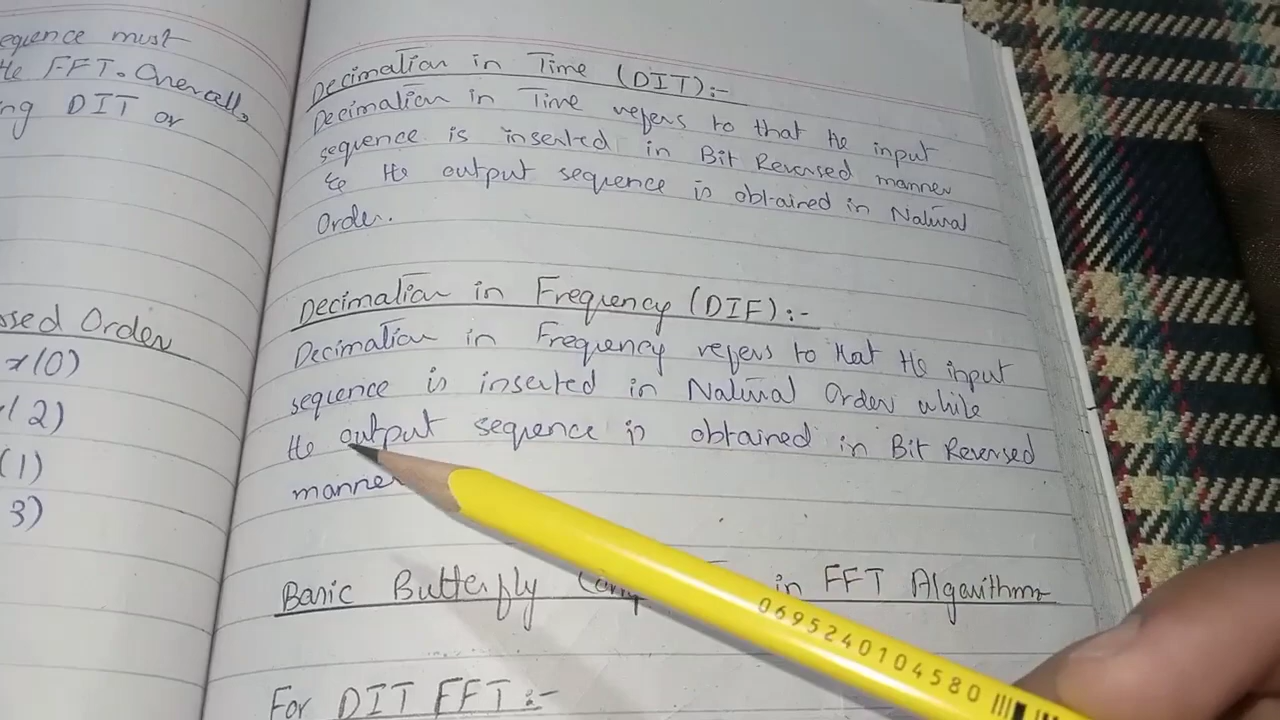 equence must
the FFT. Overall,
ng DIT or
ssed Order
x(0)
(2)
(1)
3)
Decimation in Time (DIT):-
Decimation in Time refers to that the input
sequence is inserted in Bit Reversed manner
& the output sequence is obtained in Natural
Order.
Decimation in Frequency (DIF):-
Decimation in Frequency refers to that the input
sequence is inserted in Natural Order while
the output sequence is obtained in Bit Reversed
manner
Basic Butterfly in FFT Algorithm
For DIT FFT:-
0695240104580